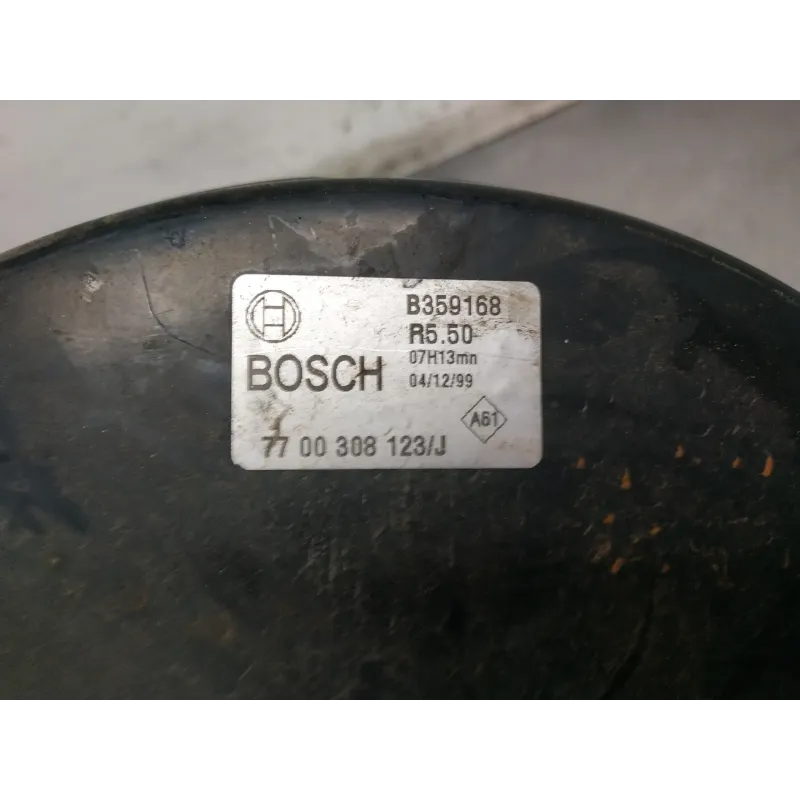 B359168
R5.50
07H13mn
BOSCH
04/12/99
A61
77 00 308 123/J